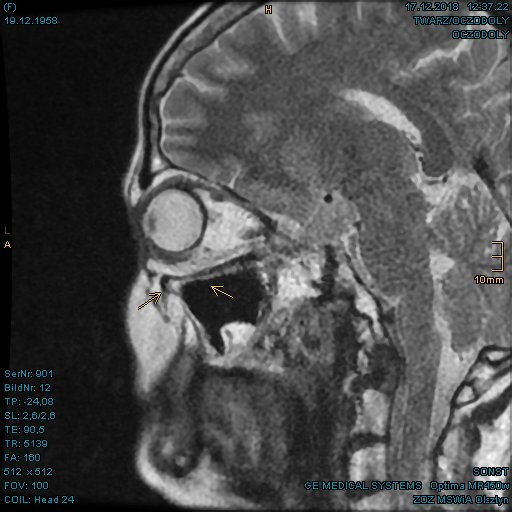 (F)
19.12.1958
H
17.12.2018 12:37:22
TWARZ/OCZODOLY
OCZODOLY
L
A
10mm
SerNr: 901
BildNr: 12
TP: -24,08
SL: 2,6/2,6
TE: 90,5
TR: 5139
FA: 160
512 x 512
FOV: 100
COIL: Head 24
SONST
GE MEDICAL SYSTEMS Optima MR450w
ZOZ MSWiA Olsztyn